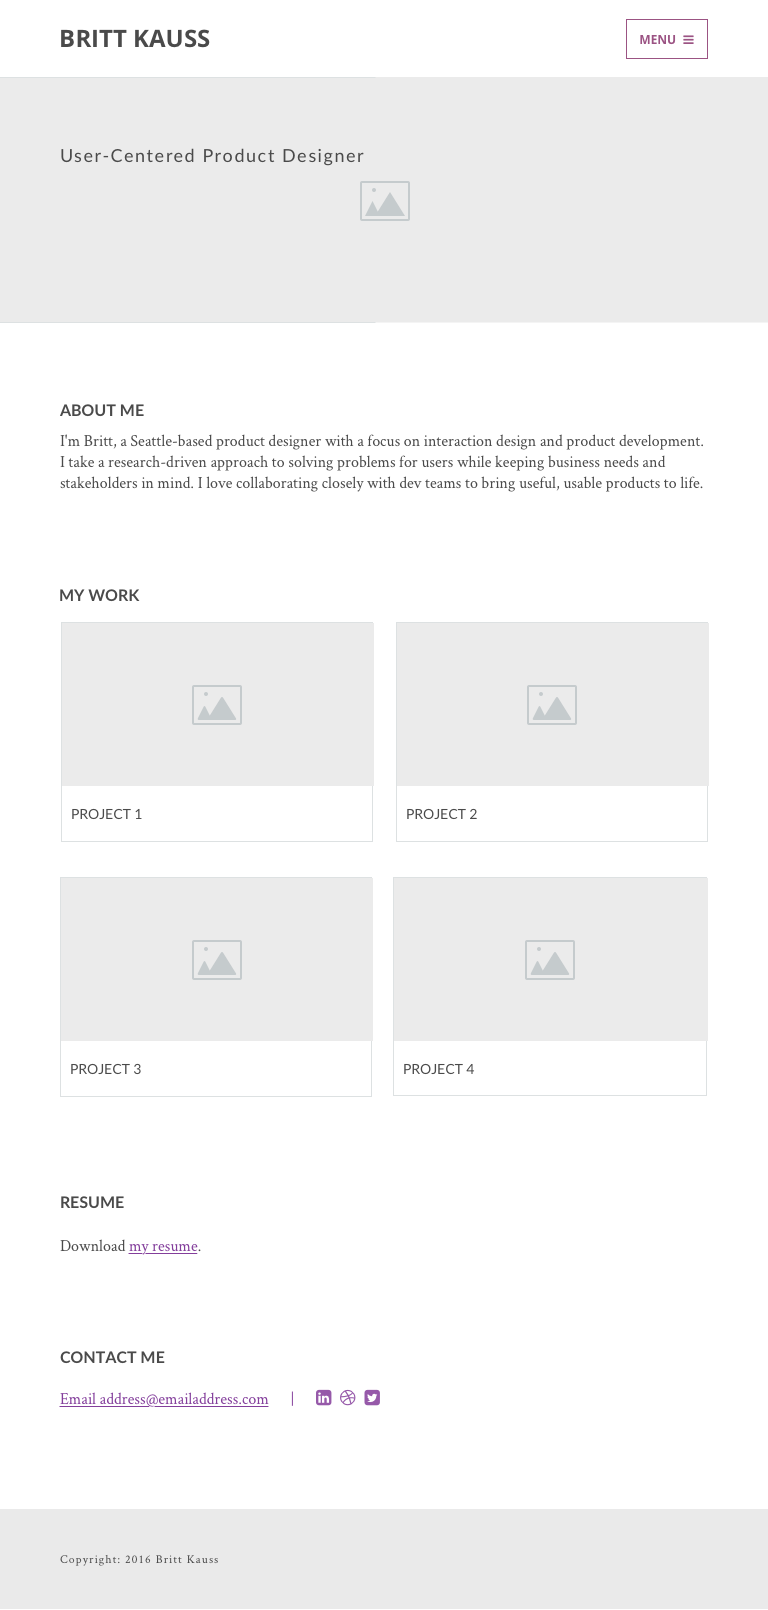 BRITT KAUSS
MENU
User-Centered Product Designer
ABOUT ME
I'm Britt, a Seattle-based product designer with a focus on interaction design and product development.
I take a research-driven approach to solving problems for users while keeping business needs and
stakeholders in mind. I love collaborating closely with dev teams to bring useful, usable products to life.
MY WORK
PROJECT 1
PROJECT 2
PROJECT 3
PROJECT 4
RESUME
Download my resume.
CONTACT ME
Email address@emailaddress.com |
Copyright: 2016 Britt Kauss